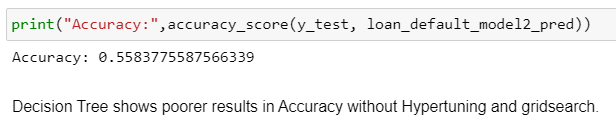 print("Accuracy:",accuracy_score(y_test, loan_default_model2_pred))
Accuracy: 0.5583775587566339
Decision Tree shows poorer results in Accuracy without Hypertuning and gridsearch.